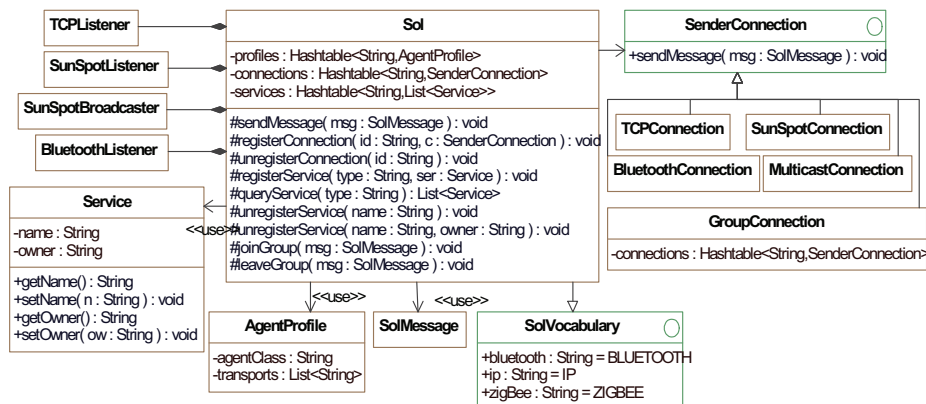 TCPListener
SunSpotListener
SunSpotBroadcaster
BluetoothListener
Sol
-profiles : Hashtable<String,AgentProfile>
-connections : Hashtable<String,SenderConnection>
-services : Hashtable<String,List<Service>>
#sendMessage( msg : SolMessage ) : void
#registerConnection( id : String, c : SenderConnection ) : void
#unregisterConnection( id : String ) : void
#registerService( type : String, ser : Service ) : void
#queryService( type : String ) : List<Service>
#unregisterService( name : String ) : void
#unregisterService( name : String, owner : String ) : void
#joinGroup( msg : SolMessage ) : void
#leaveGroup( msg : SolMessage ) : void
SenderConnection
+sendMessage( msg : SolMessage ) : void
TCPConnection
SunSpotConnection
BluetoothConnection
MulticastConnection
GroupConnection
-connections : Hashtable<String,SenderConnection>
Service
-name : String
-owner : String
+getName() : String
+setName( n : String ) : void
+getOwner() : String
+setOwner( ow : String ) : void
<<use>>
<<use>>
<<use>>
AgentProfile
-agentClass : String
-transports : List<String>
SolMessage
SolVocabulary
+bluetooth : String = BLUETOOTH
+ip : String = IP
+zigBee : String = ZIGBEE